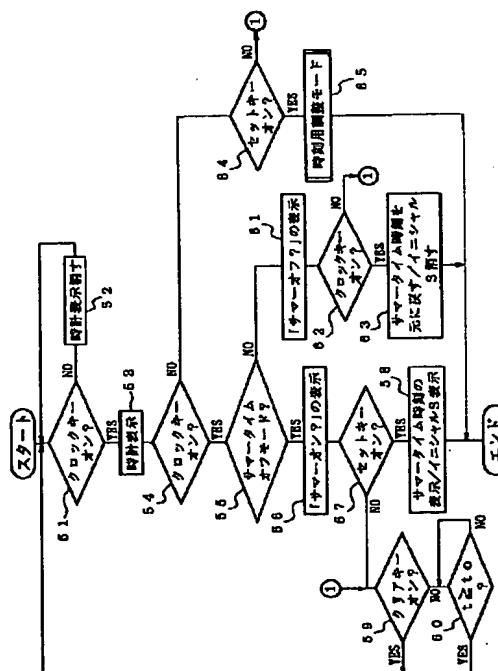 スタート
クロックキー
オン?
51
NO
時計表示消す
52
YES
時計表示
53
クロックキー
オン?
54
NO
YES
セットキー
オン?
64
NO
①
YES
時刻用調整モード
65
サマータイム
オフモード?
55
NO
YES
「サマーオフ?」の表示
61
クロックキー
オン?
62
NO
①
YES
サマータイム時刻を
元に戻す/イニシャル
S消す
63
「サマーオン?」の表示
56
セットキー
オン?
57
NO
YES
サマータイム時刻の
表示/イニシャルS表示
58
①
クリアキー
オン?
59
YES
NO
t≧to
?
60
YES
NO
エンド